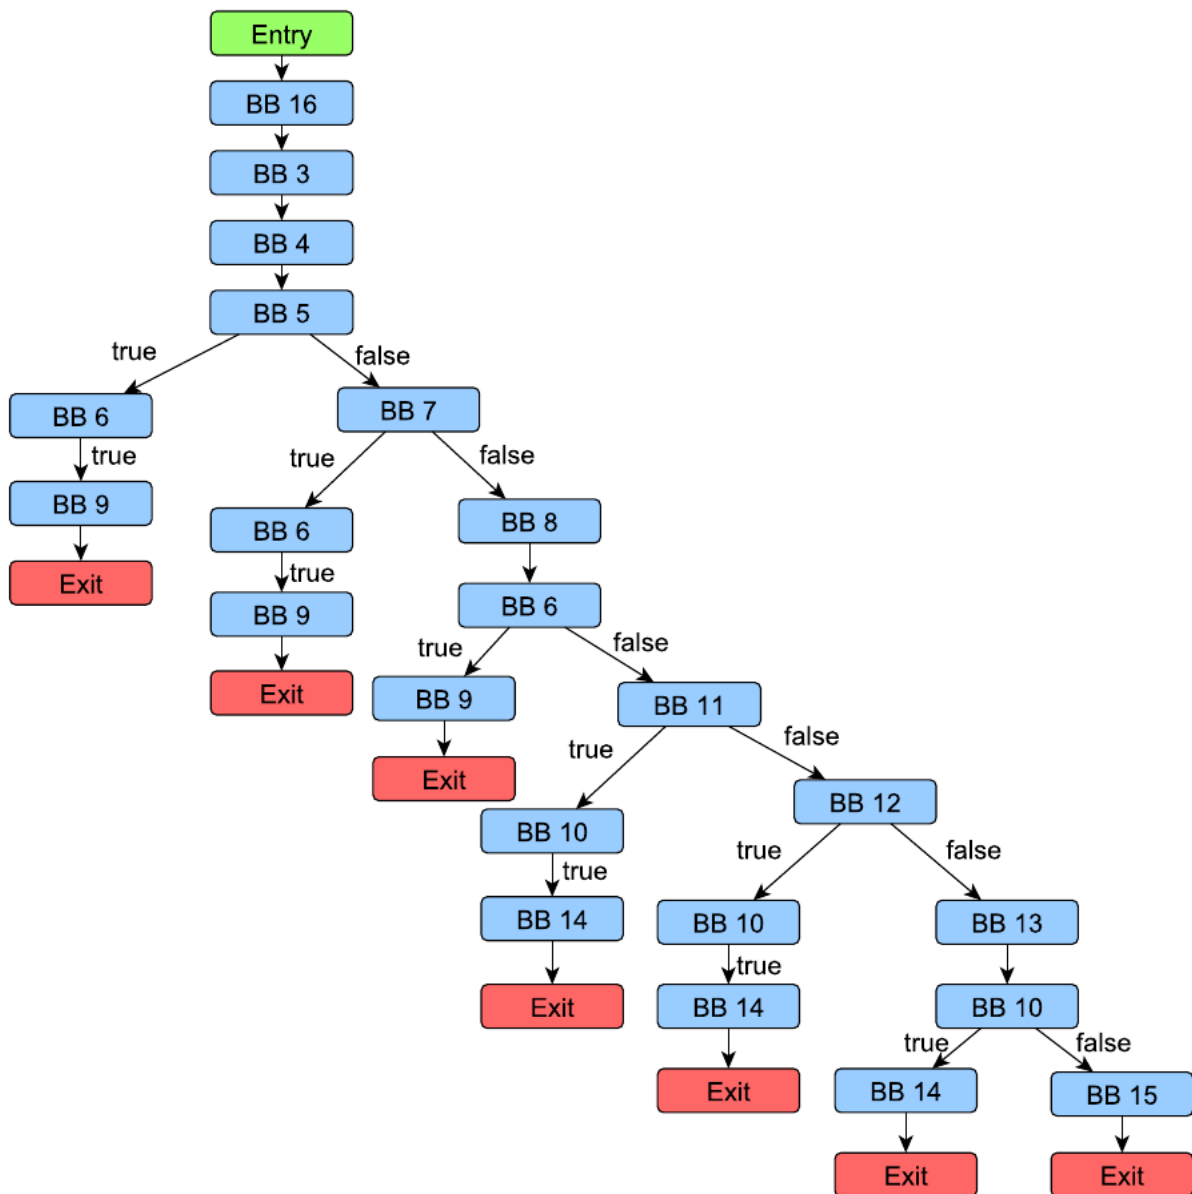 Entry
BB 16
BB 3
BB 4
BB 5
true
false
BB 6
BB 7
true
true
false
BB 9
BB 6
BB 8
Exit
true
BB 9
BB 6
true
false
Exit
BB 9
BB 11
true
false
Exit
BB 10
BB 12
true
true
false
BB 14
BB 10
BB 13
true
Exit
BB 14
BB 10
true
false
Exit
BB 14
BB 15
Exit
Exit